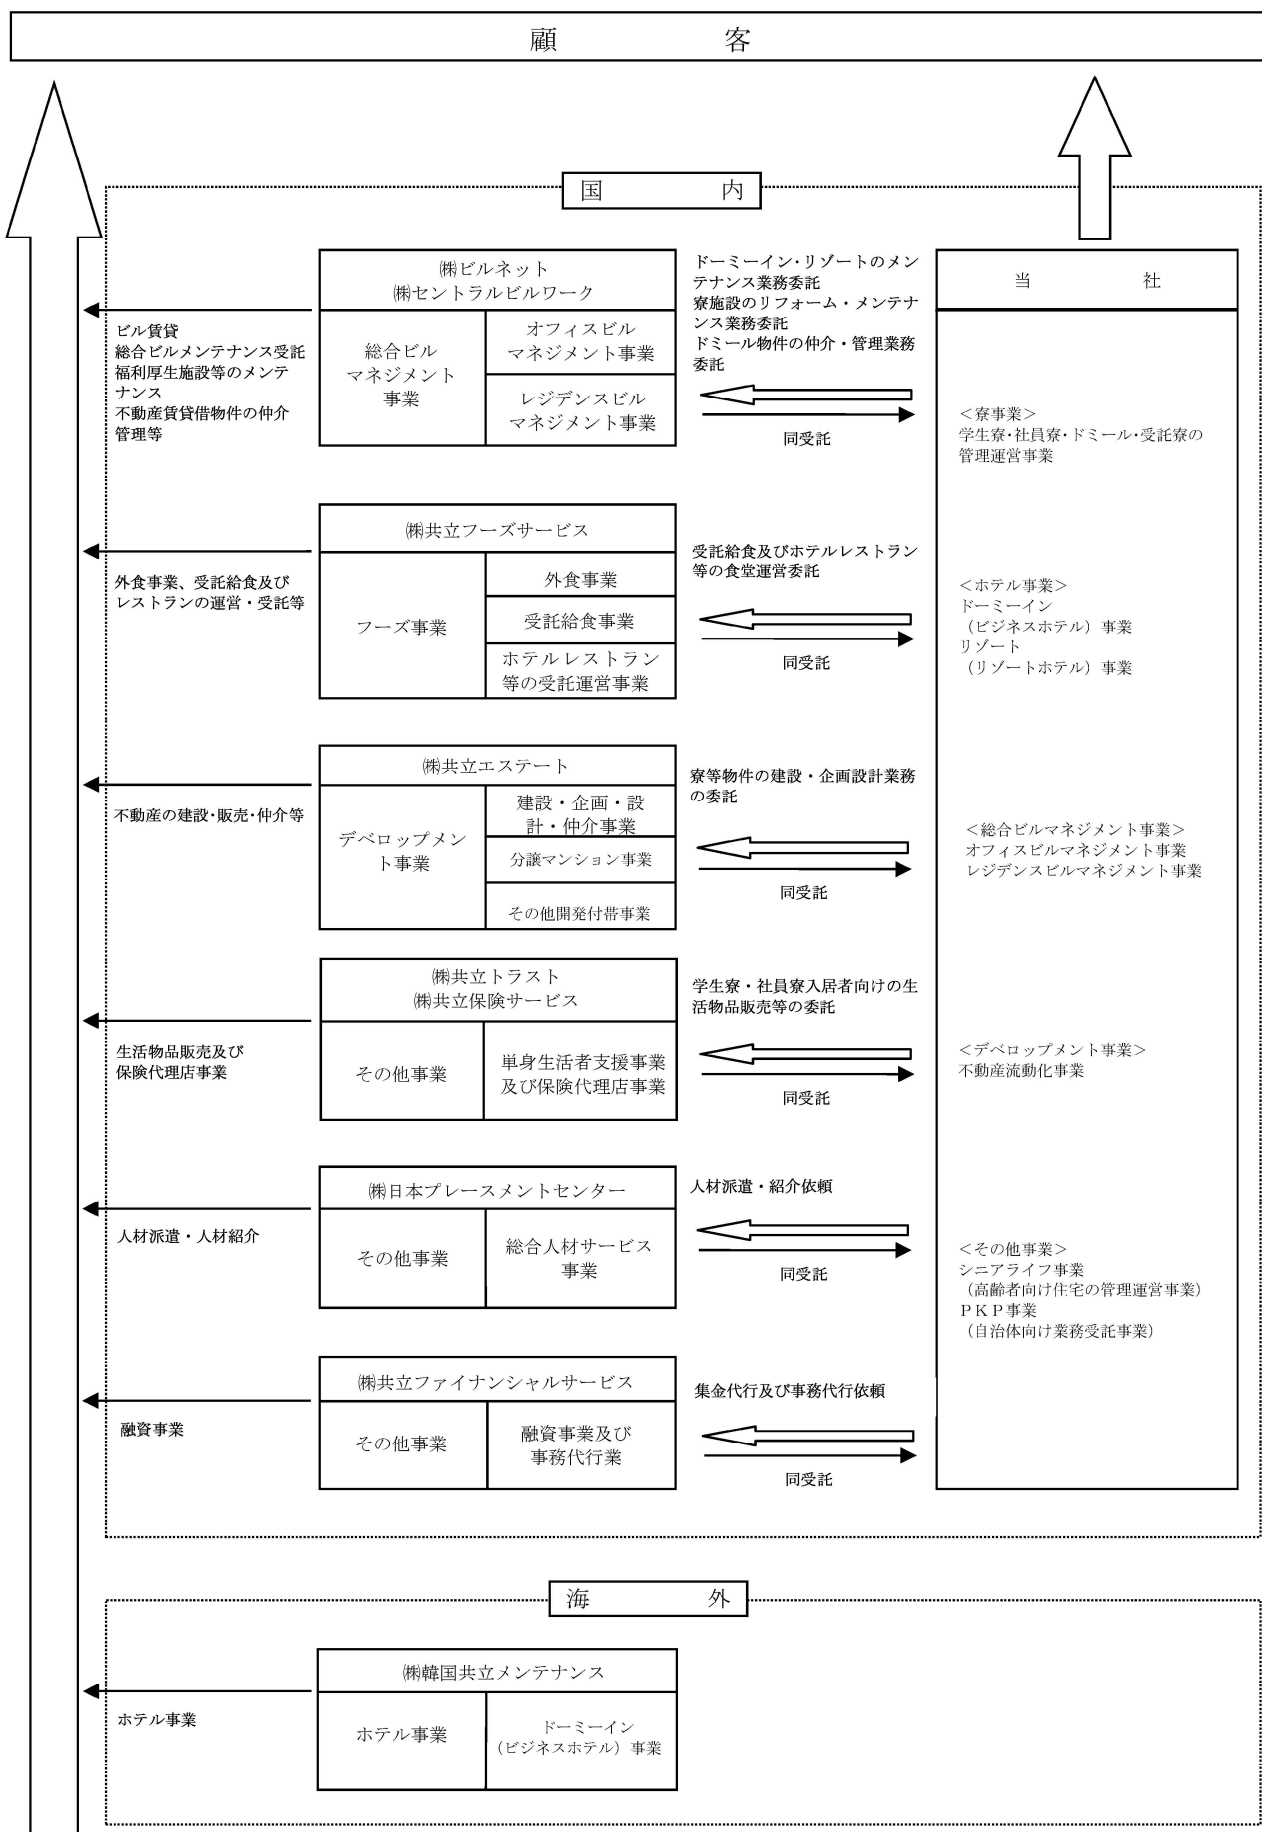 顧　客
国　内
㈱ビルネット
㈱セントラルビルワーク
総合ビル
マネジメント
事業
オフィスビル
マネジメント事業
レジデンスビル
マネジメント事業
ビル賃貸
総合ビルメンテナンス受託
福利厚生施設等のメンテ
ナンス
不動産賃貸借物件の仲介
管理等
ドーミーイン･リゾートのメン
テナンス業務委託
寮施設のリフォーム・メンテナ
ンス業務委託
ドミール物件の仲介・管理業務
委託
同受託
㈱共立フーズサービス
フーズ事業
外食事業
受託給食事業
ホテルレストラン
等の受託運営事業
外食事業、受託給食及び
レストランの運営・受託等
受託給食及びホテルレストラン
等の食堂運営委託
同受託
㈱共立エステート
デベロップメン
ト事業
建設・企画・設
計・仲介事業
分譲マンション事業
その他開発付帯事業
不動産の建設･販売･仲介等
寮等物件の建設・企画設計業務
の委託
同受託
㈱共立トラスト
㈱共立保険サービス
その他事業
単身生活者支援事業
及び保険代理店事業
生活物品販売及び
保険代理店事業
学生寮・社員寮入居者向けの生
活物品販売等の委託
同受託
㈱日本プレースメントセンター
その他事業
総合人材サービス
事業
人材派遣・人材紹介
人材派遣・紹介依頼
同受託
㈱共立ファイナンシャルサービス
その他事業
融資事業及び
事務代行業
融資事業
集金代行及び事務代行依頼
同受託
当　社
＜寮事業＞
学生寮･社員寮･ドミール･受託寮の
管理運営事業
＜ホテル事業＞
ドーミーイン
（ビジネスホテル）事業
リゾート
（リゾートホテル）事業
＜総合ビルマネジメント事業＞
オフィスビルマネジメント事業
レジデンスビルマネジメント事業
＜デベロップメント事業＞
不動産流動化事業
＜その他事業＞
シニアライフ事業
（高齢者向け住宅の管理運営事業）
ＰＫＰ事業
（自治体向け業務受託事業）
海　外
㈱韓国共立メンテナンス
ホテル事業
ドーミーイン
（ビジネスホテル）事業
ホテル事業